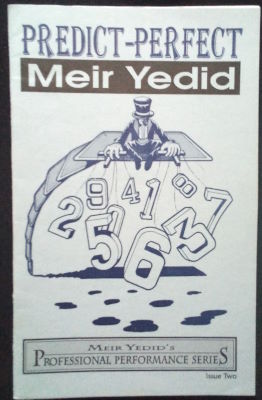 PREDICT-PERFECT
Meir Yedid
2 9 4 1 8 7
5 6 3
MEIR YEDID'S
PROFESSIONAL PERFORMANCE SERIES
Issue Two